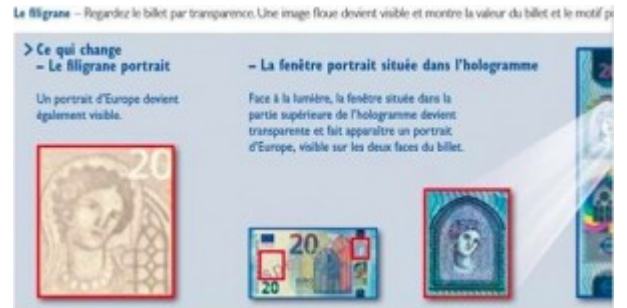 Le filigrane – Regardez le billet par transparence. Une image floue devient visible et montre la valeur du billet et le motif
> Ce qui change
– Le filigrane portrait
Un portrait d'Europe devient
également visible.
– La fenêtre portrait située dans l'hologramme
Face à la lumière, la fenêtre située dans la
partie supérieure de l'hologramme devient
transparente et fait apparaître un portrait
d'Europe, visible sur les deux faces du billet.
20
20
20